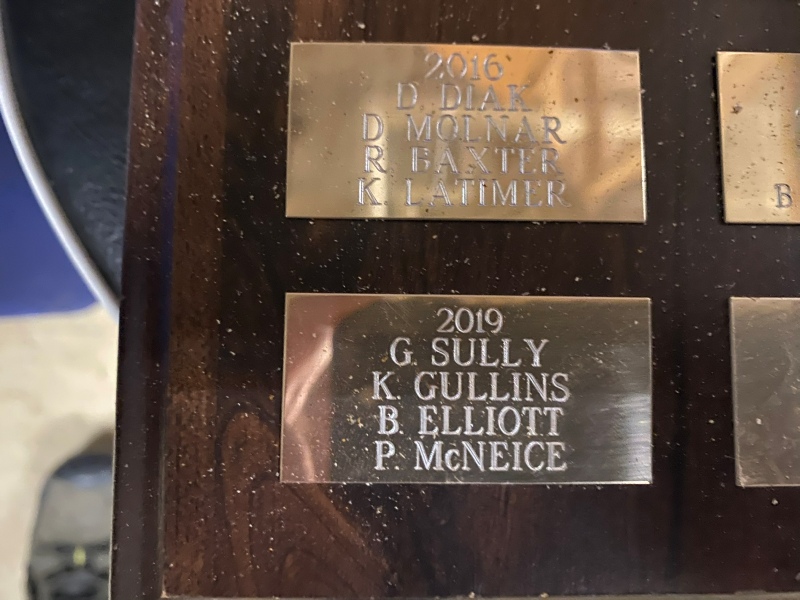 2016
D. DIAK
D MOLNAR
R. BAXTER
K. LATIMER
B
2019
G. SULLY
K. GULLINS
B. ELLIOTT
P. McNEICE